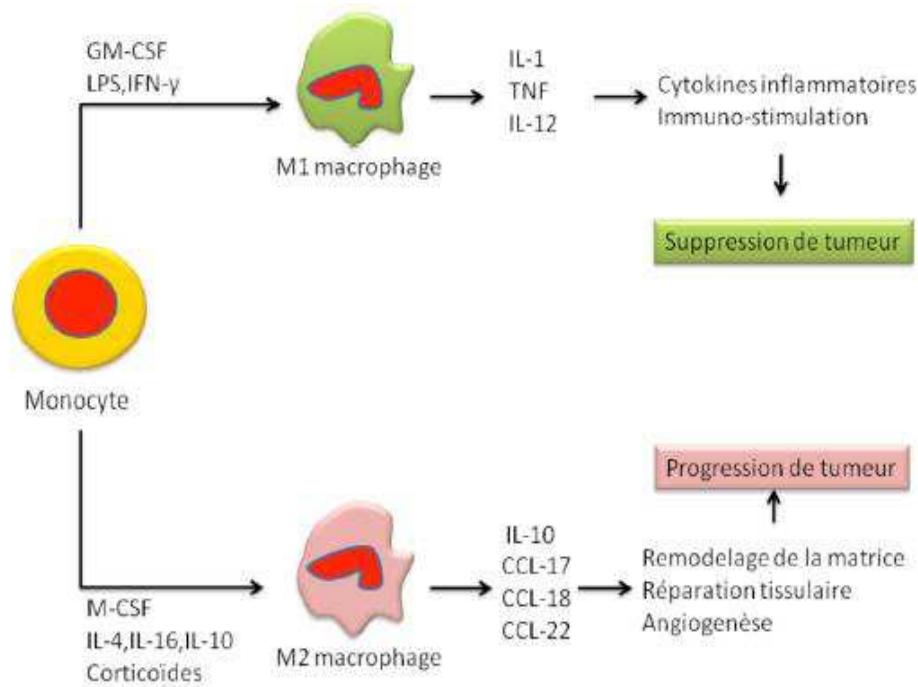 GM-CSF
LPS,IFN-γ
M1 macrophage
IL-1
TNF
IL-12
Cytokines inflammatoires
Immuno-stimulation
Suppression de tumeur
Monocyte
M-CSF
IL-4,IL-16,IL-10
Corticoïdes
M2 macrophage
IL-10
CCL-17
CCL-18
CCL-22
Remodelage de la matrice
Réparation tissulaire
Angiogenèse
Progression de tumeur